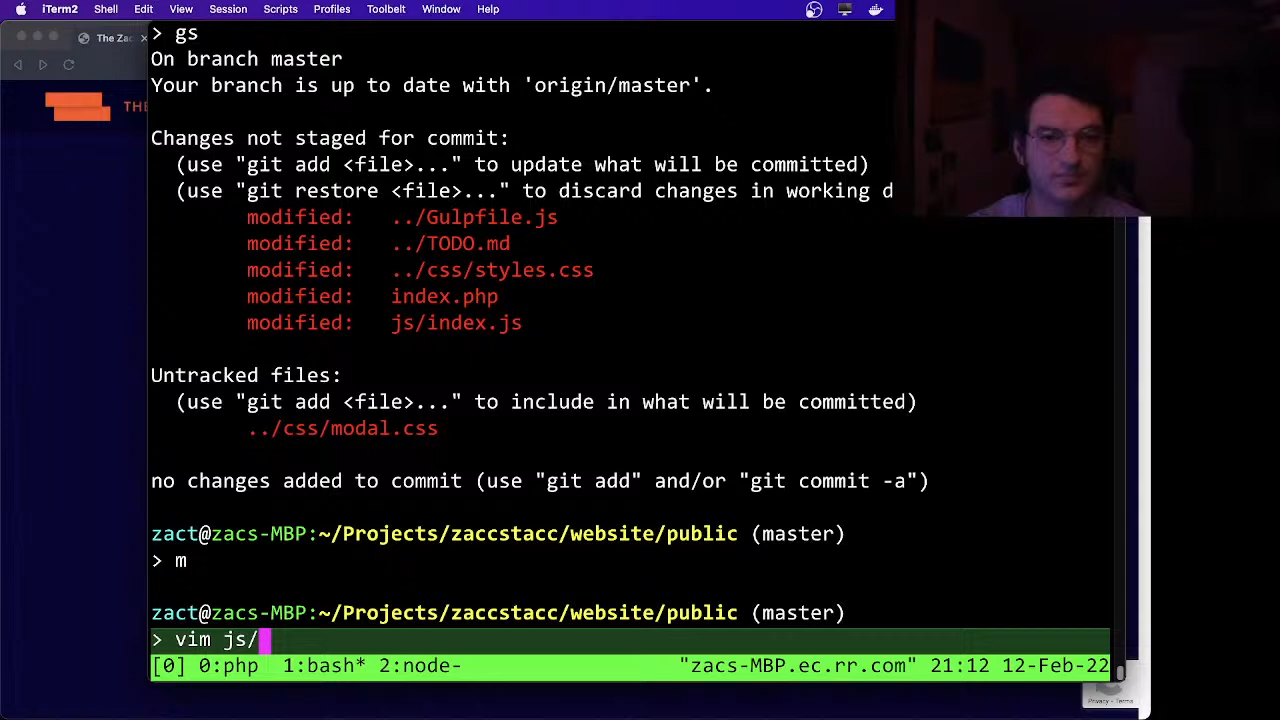 iTerm2 Shell Edit View Session Scripts Profiles Toolbelt Window Help
The Zac
THE
> gs
On branch master
Your branch is up to date with 'origin/master'.
Changes not staged for commit:
(use "git add <file>..." to update what will be committed)
(use "git restore <file>..." to discard changes in working d
modified: ../Gulpfile.js
modified: ../TODO.md
modified: ../css/styles.css
modified: index.php
modified: js/index.js
Untracked files:
(use "git add <file>..." to include in what will be committed)
../css/modal.css
no changes added to commit (use "git add" and/or "git commit -a")
zact@zacs-MBP:~/Projects/zaccstacc/website/public (master)
> m
zact@zacs-MBP:~/Projects/zaccstacc/website/public (master)
> vim js/
[0] 0:php 1:bash* 2:node- "zacs-MBP.ec.rr.com" 21:12 12-Feb-22
Privacy - Terms